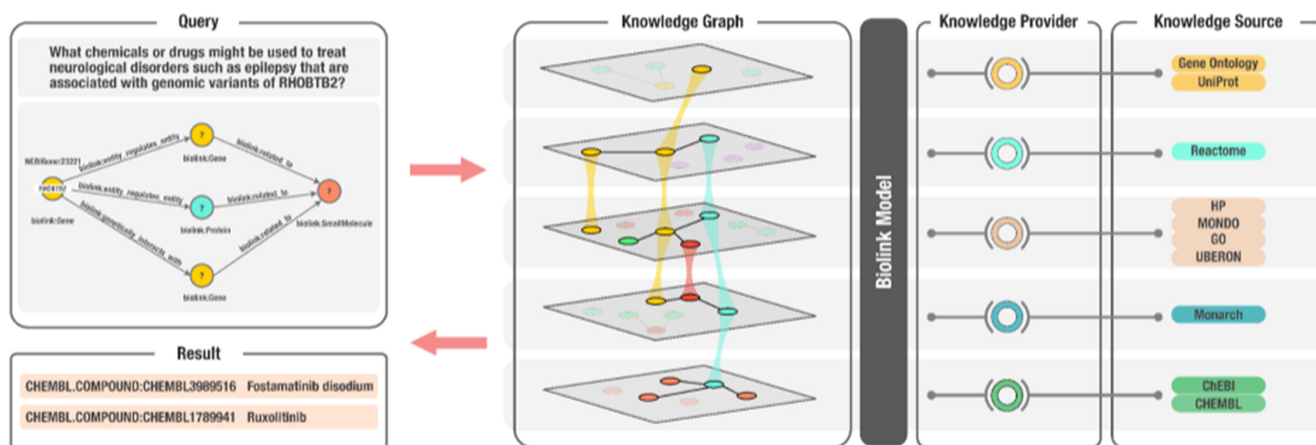 Query
What chemicals or drugs might be used to treat
neurological disorders such as epilepsy that are
associated with genomic variants of RHOBTB2?
NCBIGene:23221
RHOBTB2
biolink:Gene
biolink:entity_regulates_entity
biolink:entity_regulates_entity
biolink:genetically_interacts_with
?
biolink:Gene
?
biolink:Protein
?
biolink:Gene
biolink:related_to
biolink:related_to
biolink:related_to
?
biolink:SmallMolecule
Result
CHEMBL.COMPOUND:CHEMBL3989516 Fostamatinib disodium
CHEMBL.COMPOUND:CHEMBL1789941 Ruxolitinib
Knowledge Graph
Biolink Model
Knowledge Provider
Knowledge Source
Gene Ontology
UniProt
Reactome
HP
MONDO
GO
UBERON
Monarch
ChEBI
CHEMBL